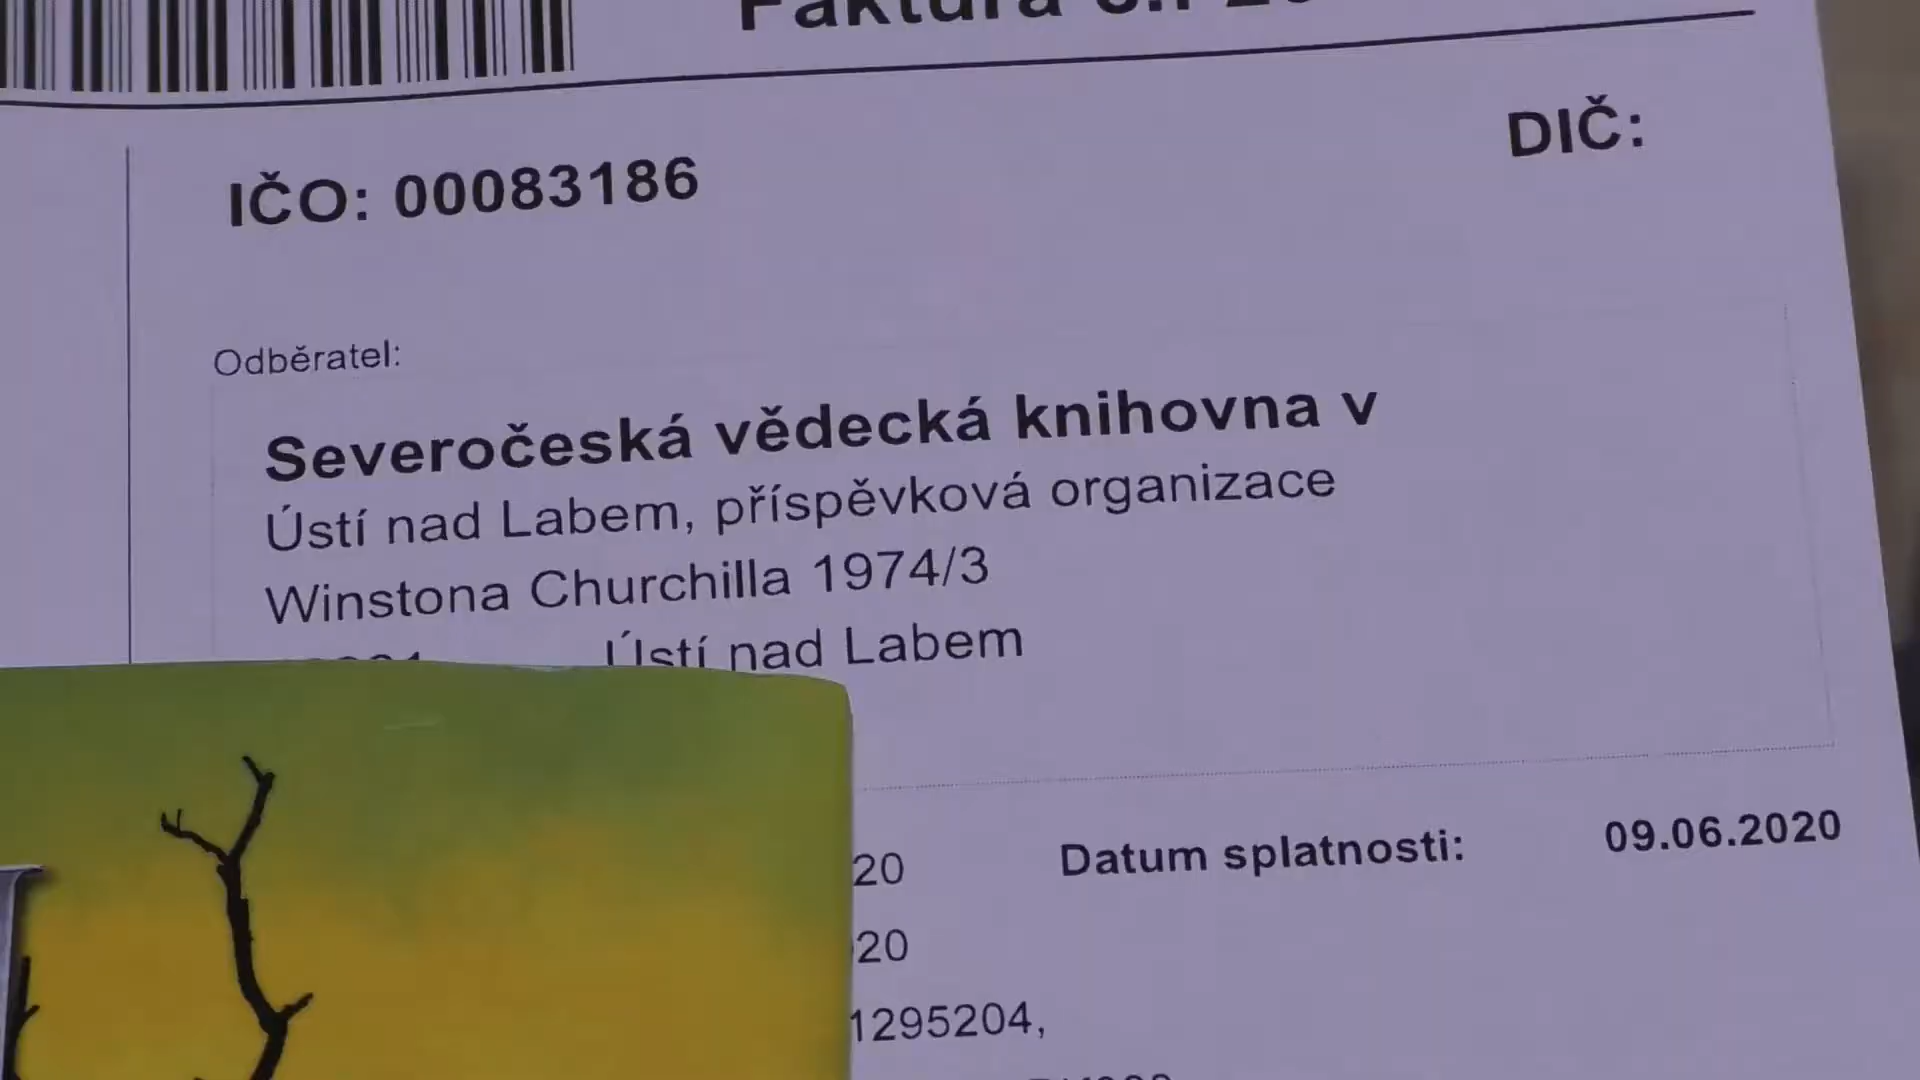 Faktura č.:
DIČ:
IČO: 00083186
Odběratel:
Severočeská vědecká knihovna v
Ústí nad Labem, příspěvková organizace
Winstona Churchilla 1974/3
Ústí nad Labem
20 Datum splatnosti: 09.06.2020
20
1295204,